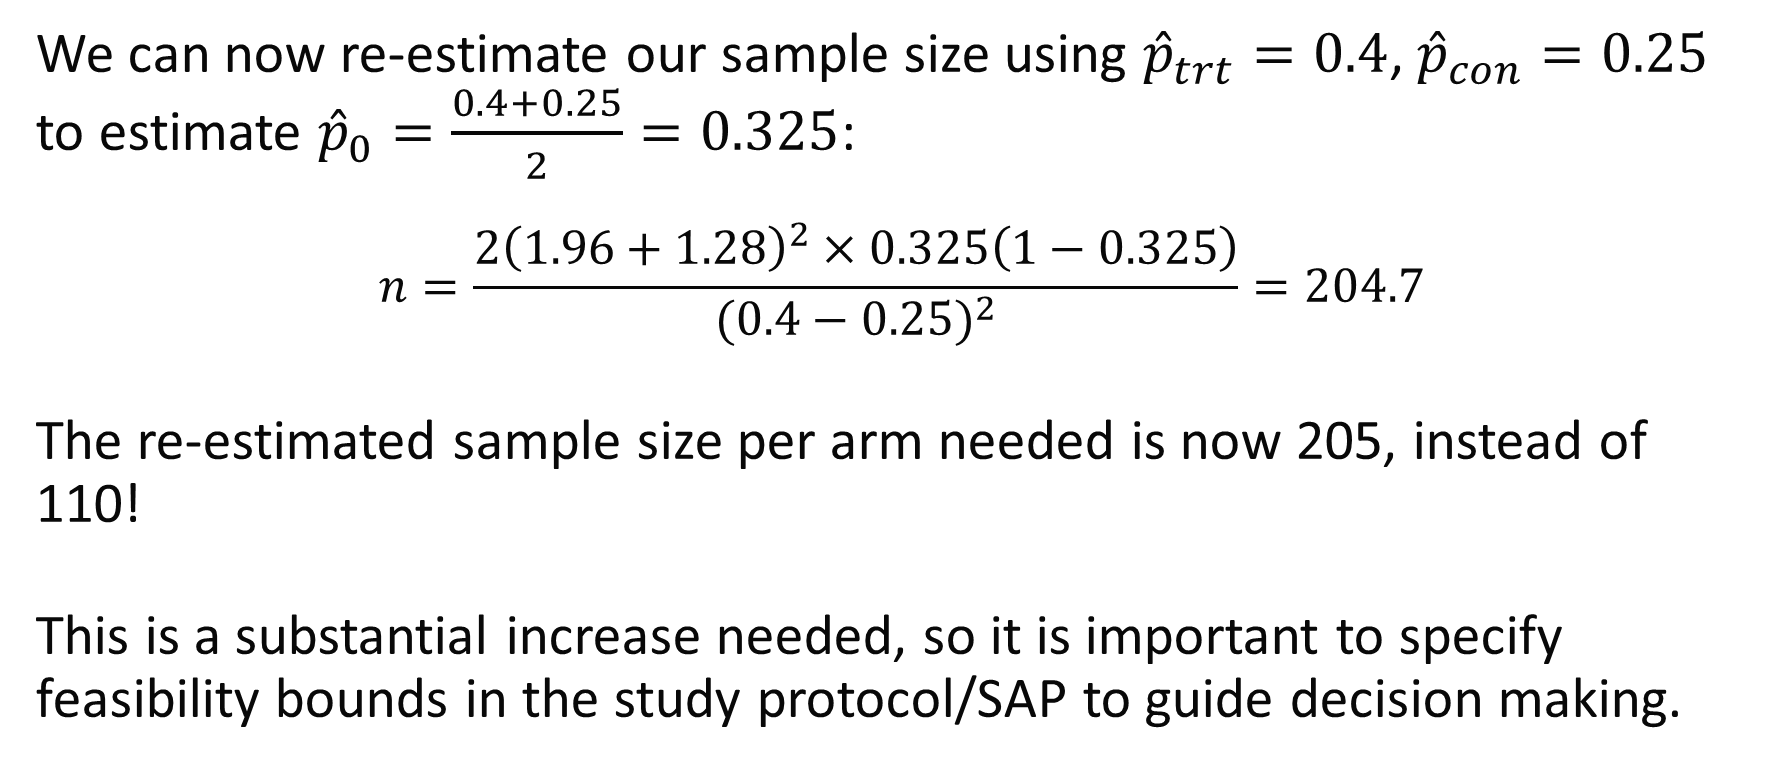 We can now re-estimate our sample size using p̂_trt = 0.4, p̂_con = 0.25
to estimate p̂₀ = (0.4+0.25)/2 = 0.325:
n = 2(1.96 + 1.28)² × 0.325(1 − 0.325) / (0.4 − 0.25)² = 204.7
The re-estimated sample size per arm needed is now 205, instead of
110!
This is a substantial increase needed, so it is important to specify
feasibility bounds in the study protocol/SAP to guide decision making.